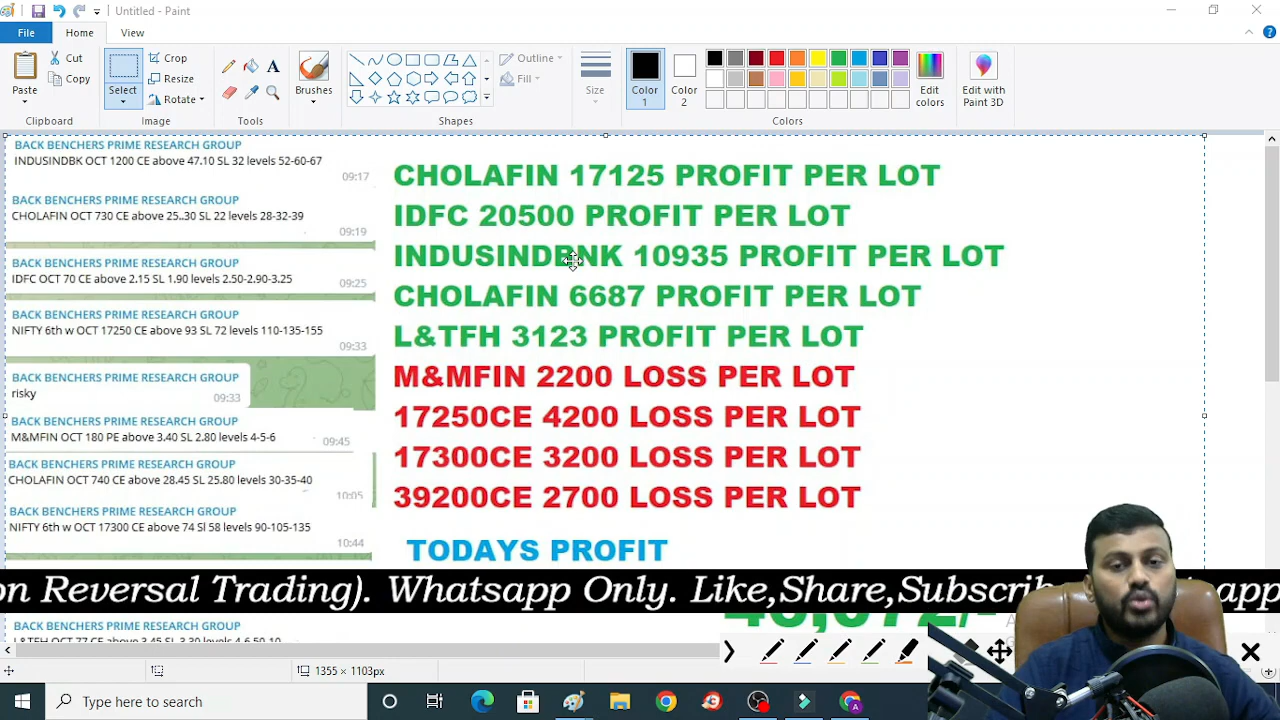 Untitled - Paint
File
Home
View
Paste
Cut
Copy
Clipboard
Select
Crop
Resize
Rotate
Image
A
Tools
Brushes
Outline
Fill
Shapes
Size
Color
1
Color
2
Colors
Edit
colors
Edit with
Paint 3D
BACK BENCHERS PRIME RESEARCH GROUP
INDUSINDBK OCT 1200 CE above 47.10 SL 32 levels 52-60-67
09:17
BACK BENCHERS PRIME RESEARCH GROUP
CHOLAFIN OCT 730 CE above 25..30 SL 22 levels 28-32-39
09:19
BACK BENCHERS PRIME RESEARCH GROUP
IDFC OCT 70 CE above 2.15 SL 1.90 levels 2.50-2.90-3.25
09:25
BACK BENCHERS PRIME RESEARCH GROUP
NIFTY 6th w OCT 17250 CE above 93 SL 72 levels 110-135-155
09:33
BACK BENCHERS PRIME RESEARCH GROUP
risky
09:33
BACK BENCHERS PRIME RESEARCH GROUP
M&MFIN OCT 180 PE above 3.40 SL 2.80 levels 4-5-6
09:45
BACK BENCHERS PRIME RESEARCH GROUP
CHOLAFIN OCT 740 CE above 28.45 SL 25.80 levels 30-35-40
10:05
BACK BENCHERS PRIME RESEARCH GROUP
NIFTY 6th w OCT 17300 CE above 74 Sl 58 levels 90-105-135
10:44
CHOLAFIN 17125 PROFIT PER LOT
IDFC 20500 PROFIT PER LOT
INDUSINDBNK 10935 PROFIT PER LOT
CHOLAFIN 6687 PROFIT PER LOT
L&TFH 3123 PROFIT PER LOT
M&MFIN 2200 LOSS PER LOT
17250CE 4200 LOSS PER LOT
17300CE 3200 LOSS PER LOT
39200CE 2700 LOSS PER LOT
TODAYS PROFIT
on Reversal Trading). Whatsapp Only. Like,Share,Subscrib
BACK BENCHERS PRIME RESEARCH GROUP
L&TFH OCT 77 CE above 3.45 SL
1355 × 1103px
Type here to search